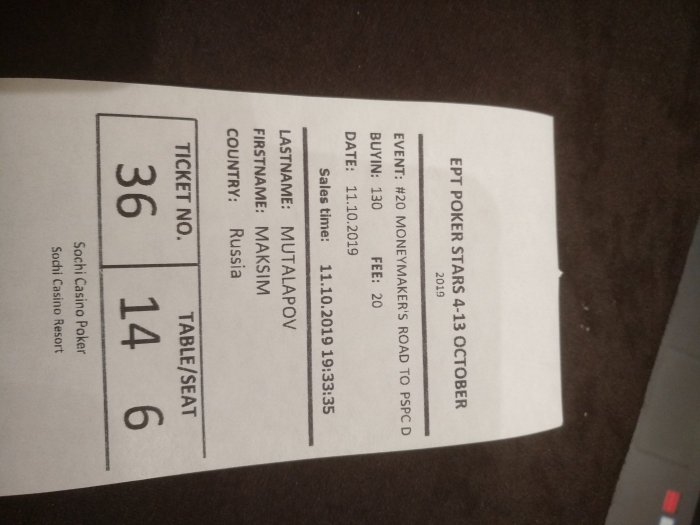 EPT POKER STARS 4-13 OCTOBER
2019
EVENT: #20 MONEYMAKER'S ROAD TO PSPC D
BUYIN: 130 FEE: 20
DATE: 11.10.2019
Sales time: 11.10.2019 19:33:35
LASTNAME: MUTALAPOV
FIRSTNAME: MAKSIM
COUNTRY: Russia
TICKET NO. TABLE/SEAT
36 14 6
Sochi Casino Poker
Sochi Casino Resort